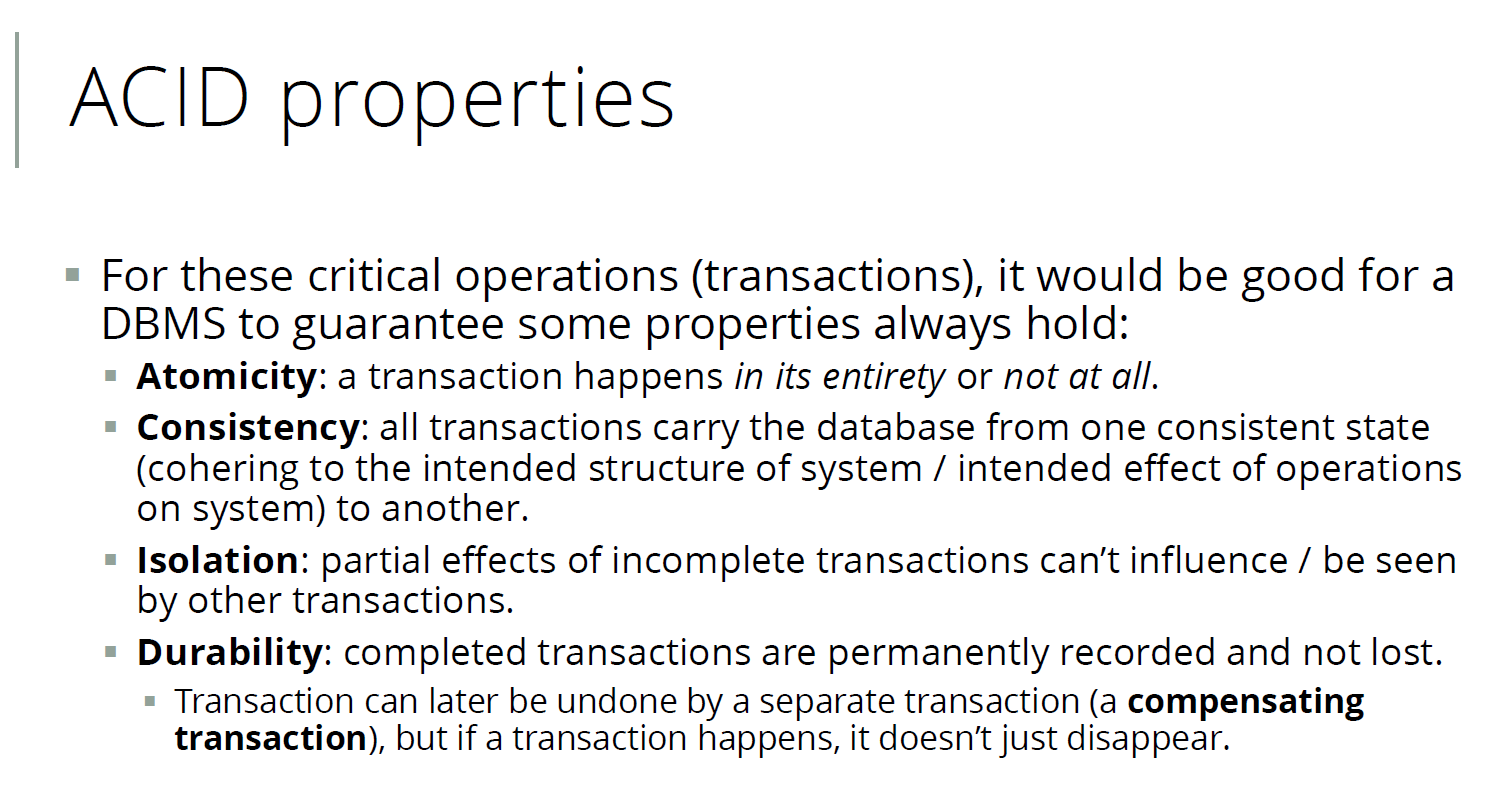 ACID properties
▪ For these critical operations (transactions), it would be good for a
DBMS to guarantee some properties always hold:
▪ Atomicity: a transaction happens in its entirety or not at all.
▪ Consistency: all transactions carry the database from one consistent state
(cohering to the intended structure of system / intended effect of operations
on system) to another.
▪ Isolation: partial effects of incomplete transactions can’t influence / be seen
by other transactions.
▪ Durability: completed transactions are permanently recorded and not lost.
▪ Transaction can later be undone by a separate transaction (a compensating
transaction), but if a transaction happens, it doesn’t just disappear.